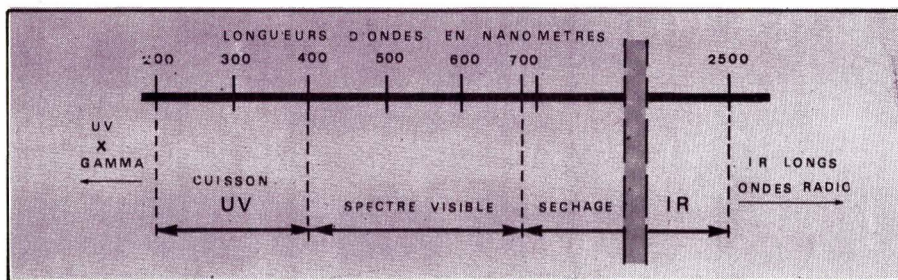 LONGUEURS D'ONDES EN NANOMETRES
200 300 400 500 600 700 2500
UV
X
GAMMA
CUISSON
UV
SPECTRE VISIBLE
SECHAGE
IR
IR LONGS
ONDES RADIO